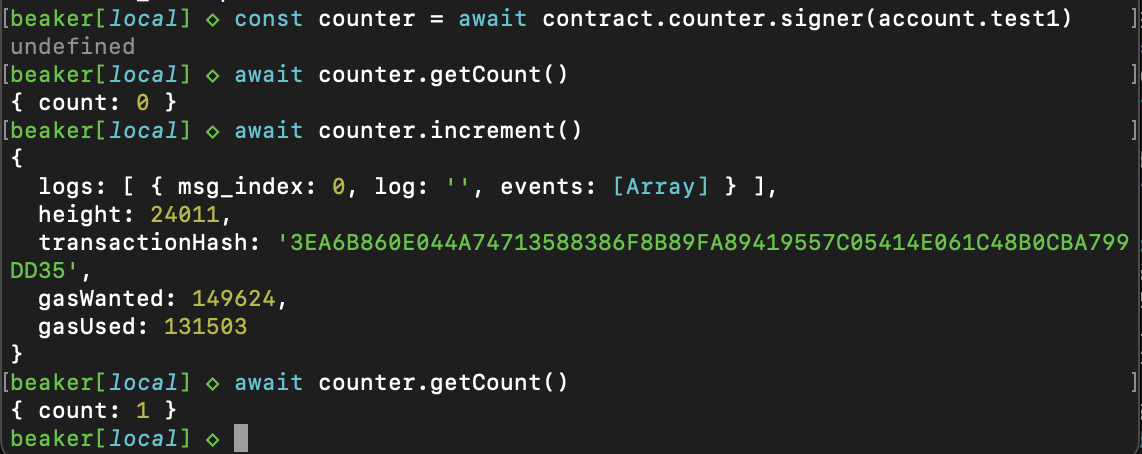 [beaker[local] ◇ const counter = await contract.counter.signer(account.test1) ]
undefined
[beaker[local] ◇ await counter.getCount() ]
{ count: 0 }
[beaker[local] ◇ await counter.increment() ]
{
  logs: [ { msg_index: 0, log: '', events: [Array] } ],
  height: 24011,
  transactionHash: '3EA6B860E044A74713588386F8B89FA89419557C05414E061C48B0CBA799
DD35',
  gasWanted: 149624,
  gasUsed: 131503
}
[beaker[local] ◇ await counter.getCount() ]
{ count: 1 }
beaker[local] ◇